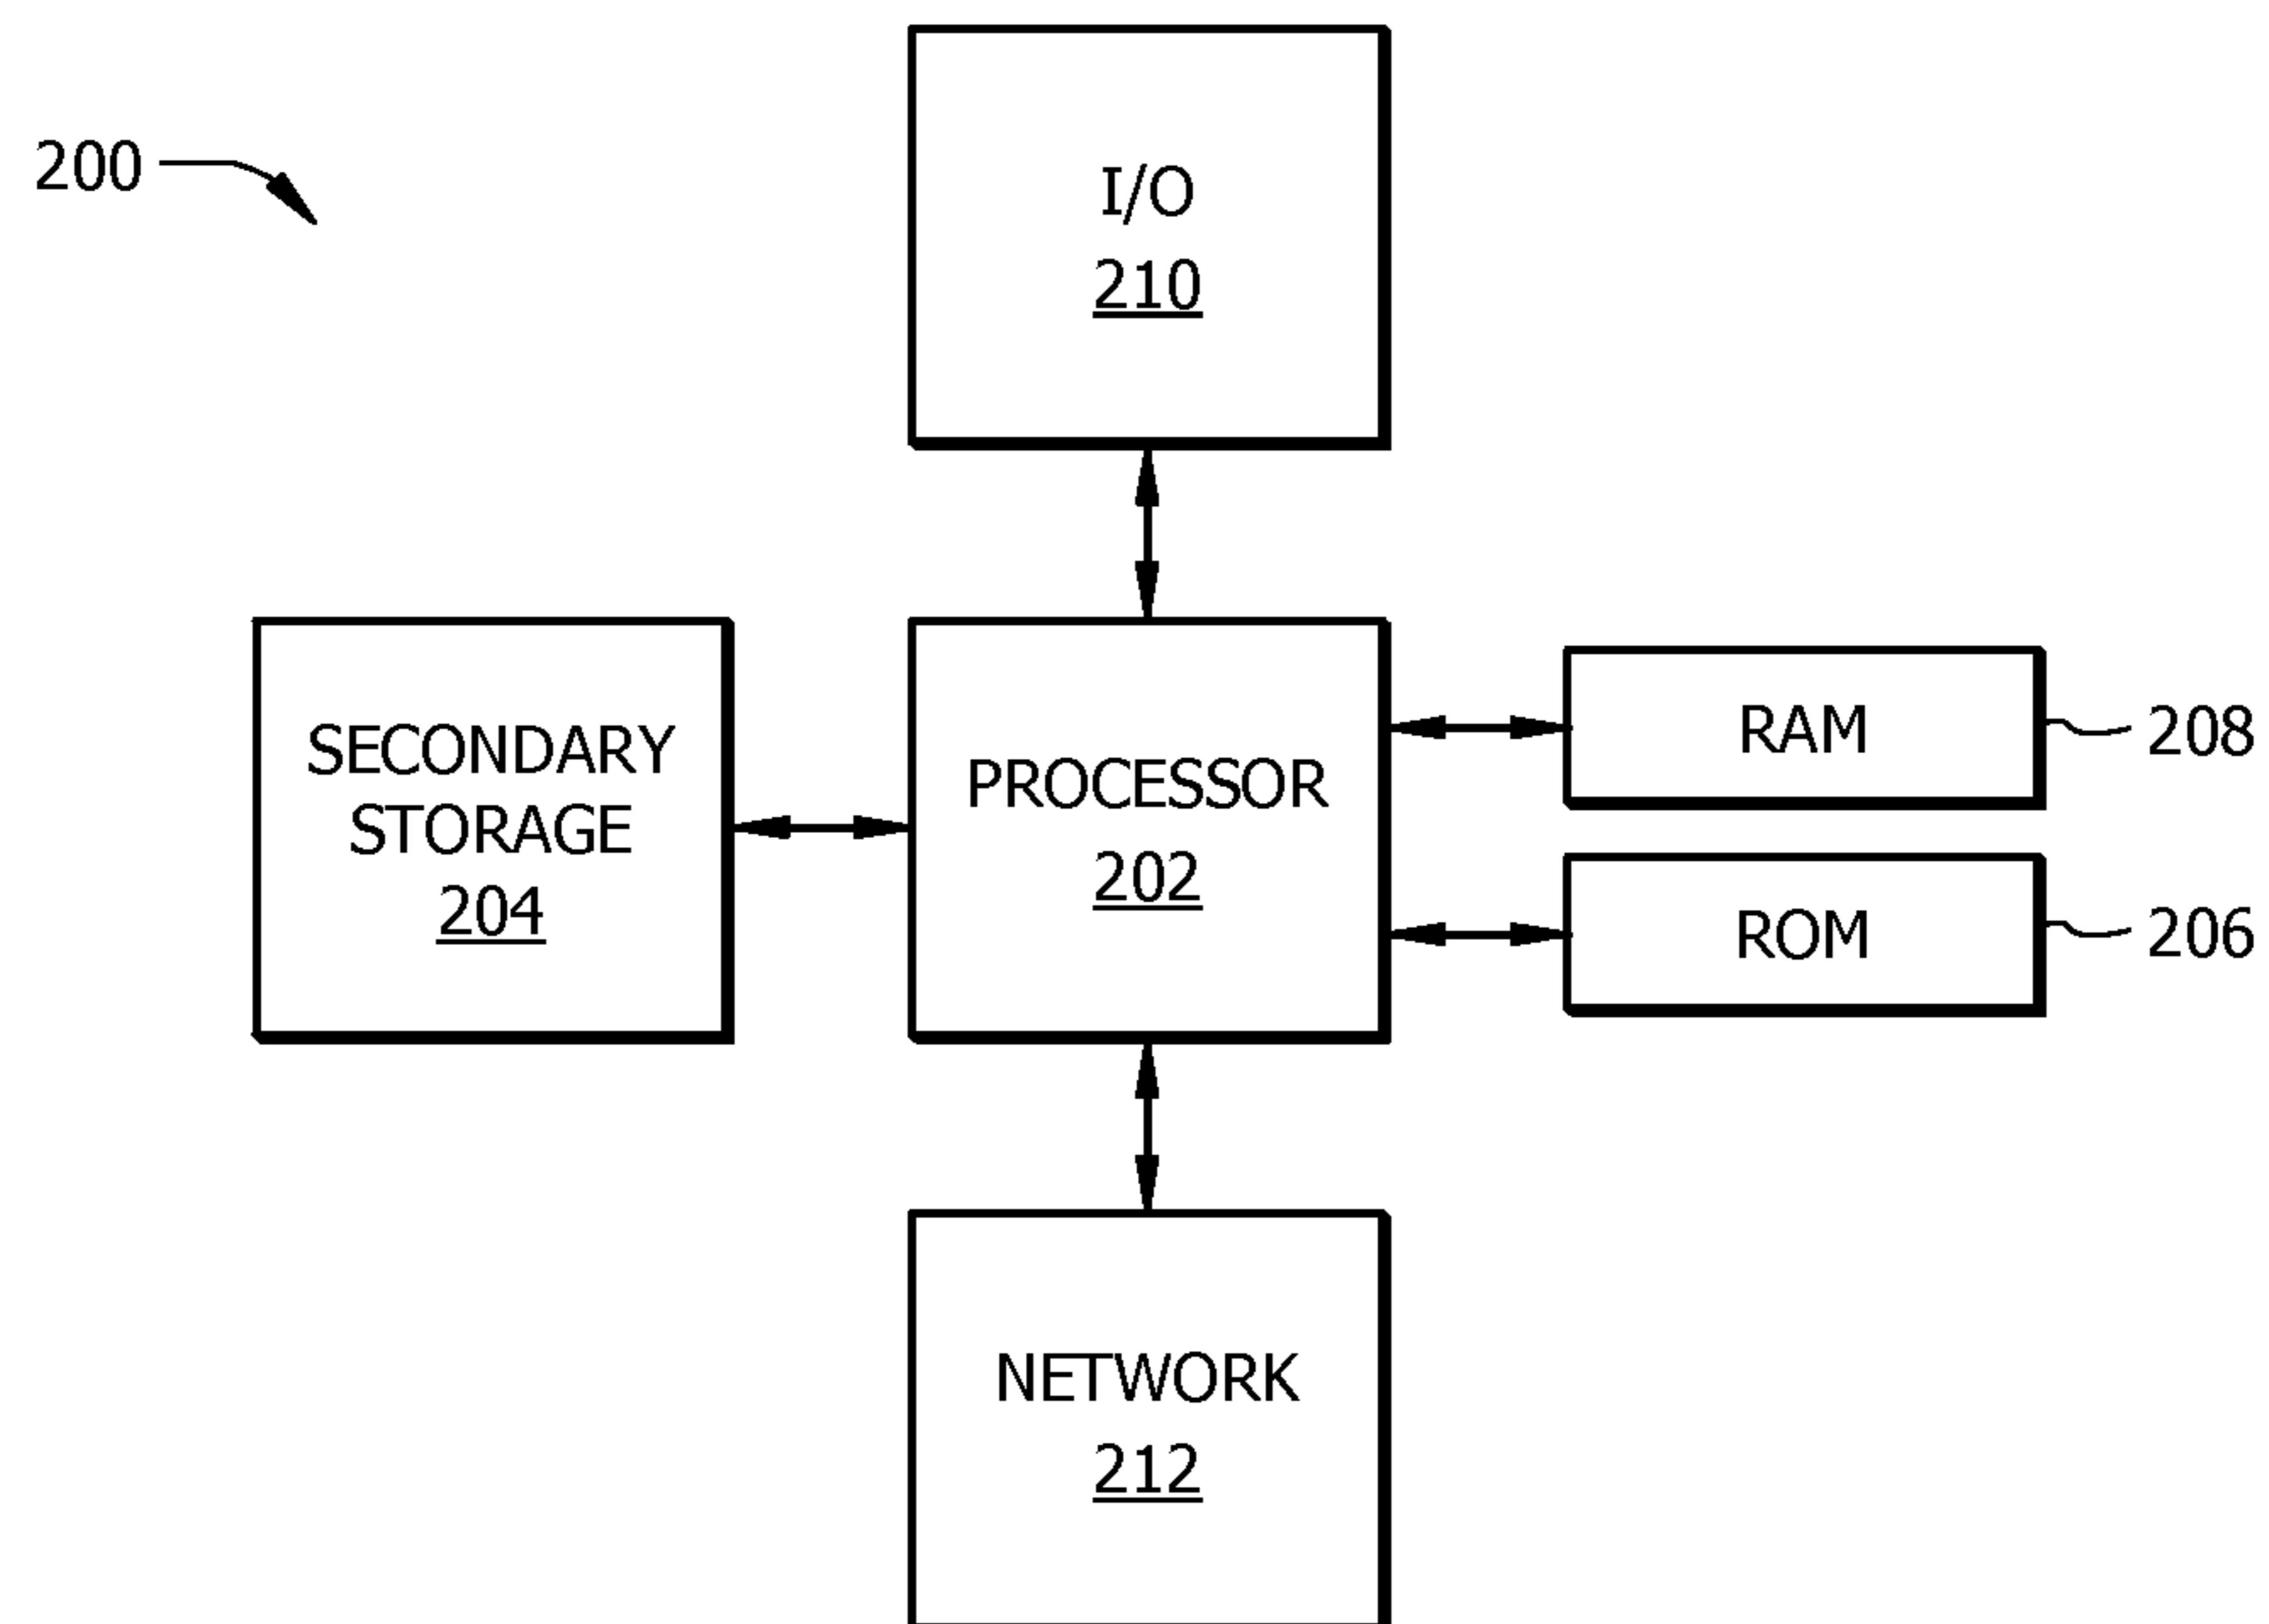 200
I/O
210
SECONDARY
STORAGE
204
PROCESSOR
202
RAM
208
ROM
206
NETWORK
212